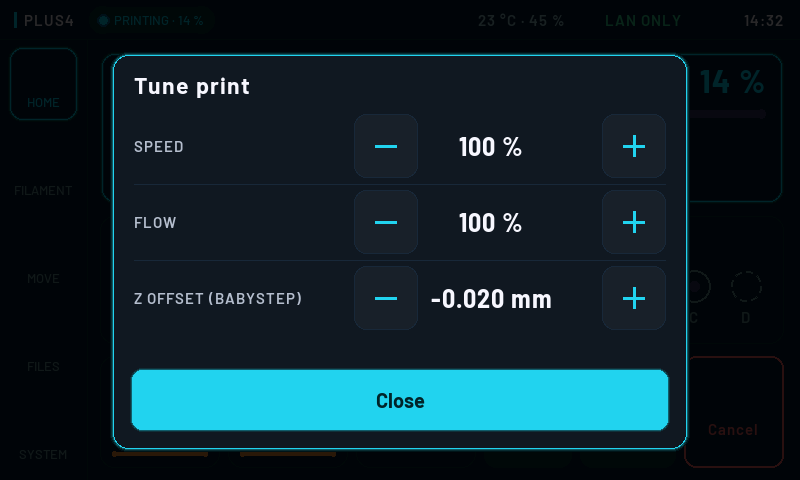 PLUS4
PRINTING · 14 %
23 °C · 45 %
LAN ONLY
14:32
HOME
FILAMENT
MOVE
FILES
SYSTEM
14 %
Tune print
SPEED
100 %
FLOW
100 %
Z OFFSET (BABYSTEP)
-0.020 mm
Close
C
D
Cancel